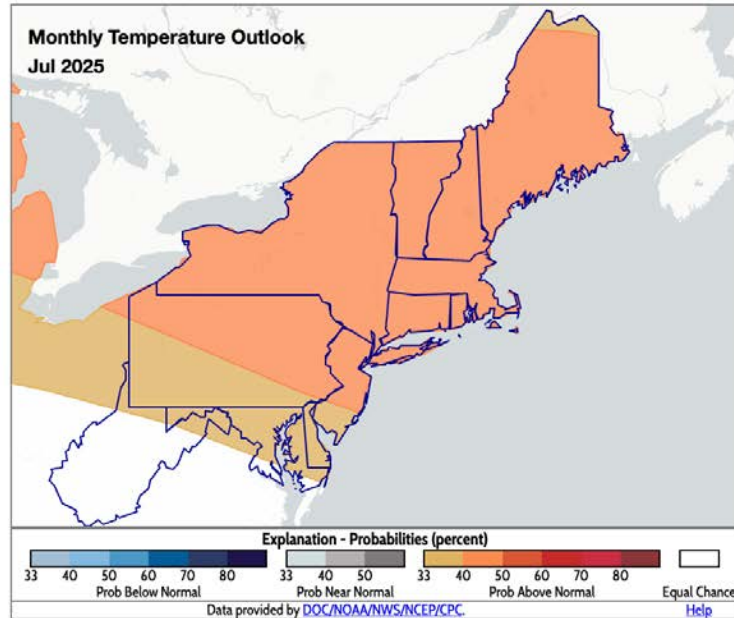 Monthly Temperature Outlook
Jul 2025
Explanation - Probabilities (percent)
33 40 50 60 70 80 33 40 50 33 40 50 60 70 80
Prob Below Normal Prob Near Normal Prob Above Normal Equal Chance
Data provided by DOC/NOAA/NWS/NCEP/CPC. Help